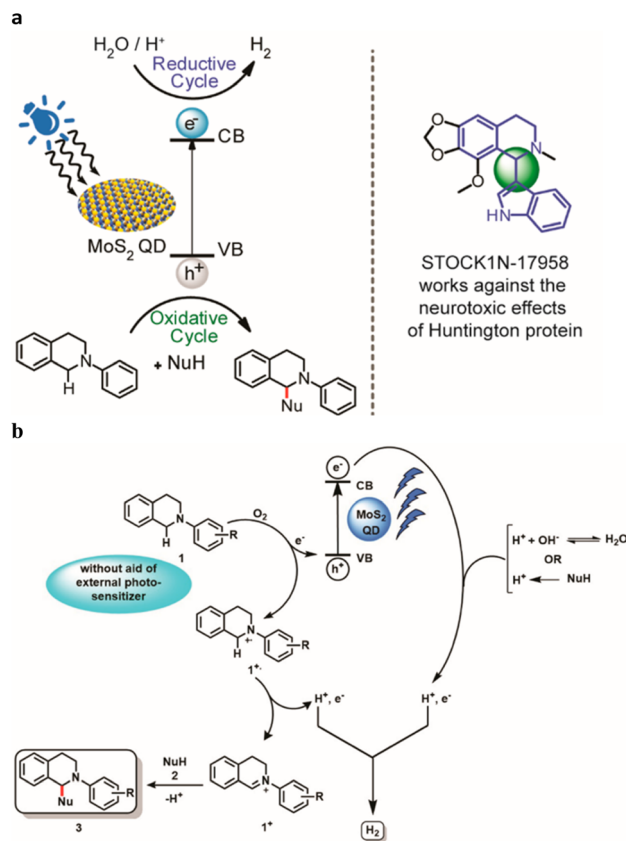 a
H₂O / H⁺ H₂
Reductive
Cycle
e⁻
CB
MoS₂ QD
VB
h⁺
Oxidative
Cycle
N
H
+ NuH
N
Nu
O
O
N
O
HN
STOCK1N-17958
works against the
neurotoxic effects
of Huntington protein
b
e⁻
CB
MoS₂
QD
VB
h⁺
O₂
e⁻
N
H
R
1
without aid of
external photo-
sensitizer
H⁺ + OH⁻ H₂O
OR
H⁺ NuH
N
+·
H
R
1⁺·
H⁺, e⁻ H⁺, e⁻
NuH
2
-H⁺
N
Nu
R
3
N
+
R
1⁺
H₂